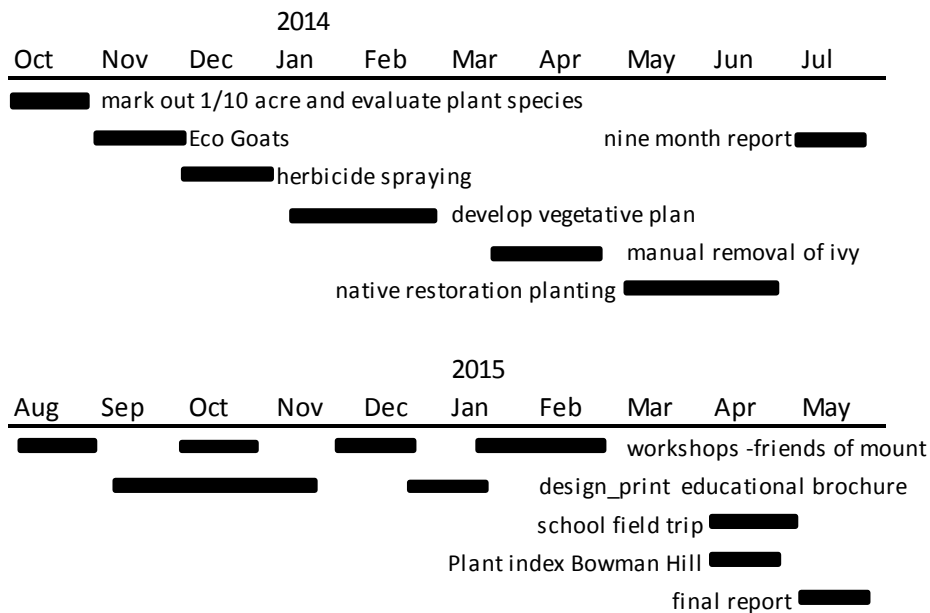 2014
Oct Nov Dec Jan Feb Mar Apr May Jun Jul
mark out 1/10 acre and evaluate plant species
Eco Goats nine month report
herbicide spraying
develop vegetative plan
manual removal of ivy
native restoration planting
2015
Aug Sep Oct Nov Dec Jan Feb Mar Apr May
workshops -friends of mount
design_print educational brochure
school field trip
Plant index Bowman Hill
final report